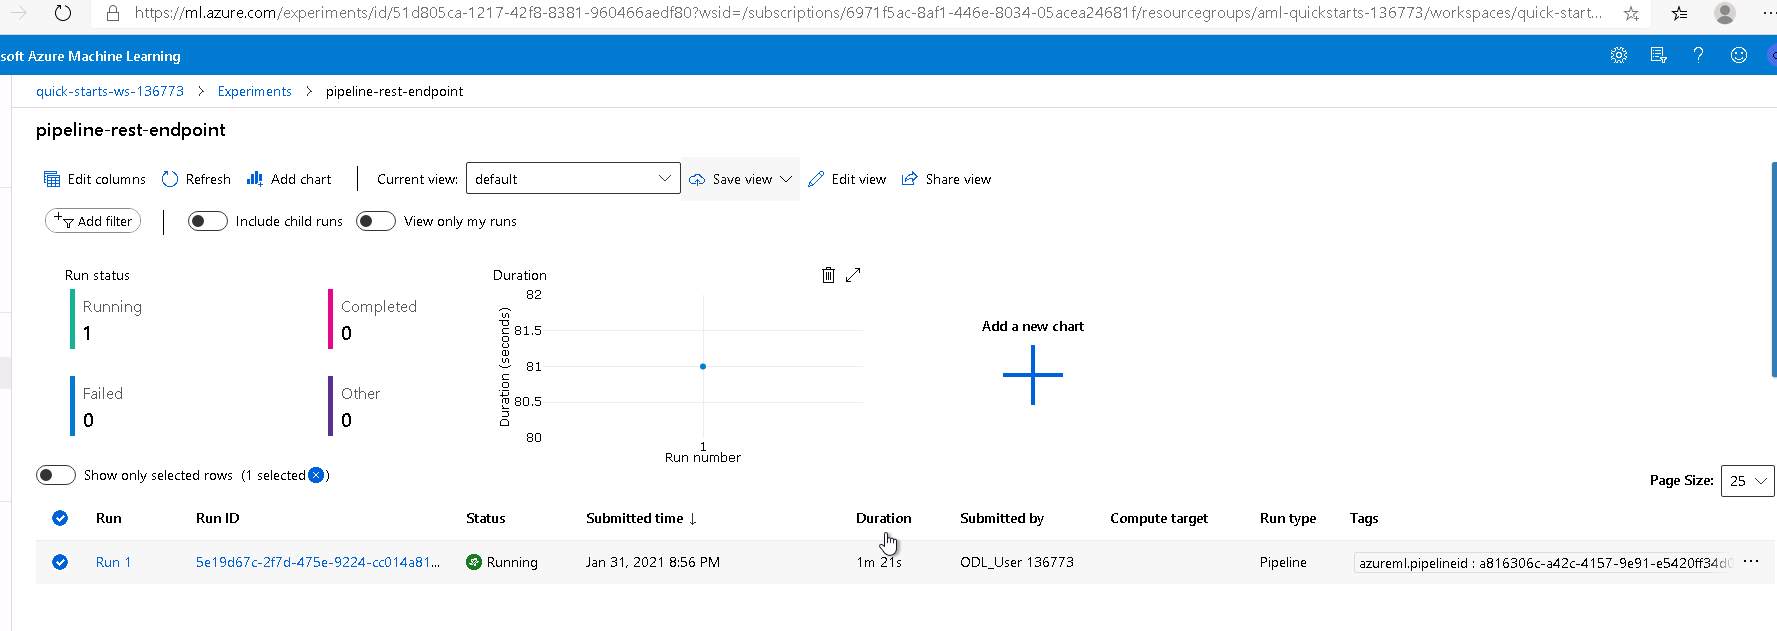 https://ml.azure.com/experiments/id/51d805ca-1217-42f8-8381-960466aedf80?wsid=/subscriptions/6971f5ac-8af1-446e-8034-05acea24681f/resourcegroups/aml-quickstarts-136773/workspaces/quick-start...
soft Azure Machine Learning
quick-starts-ws-136773 > Experiments > pipeline-rest-endpoint
pipeline-rest-endpoint
Edit columns Refresh Add chart Current view: default Save view Edit view Share view
Add filter Include child runs View only my runs
Run status
Running
1
Completed
0
Failed
0
Other
0
Duration
Duration (seconds)
82
81.5
81
80.5
80
1
Run number
Add a new chart
Show only selected rows (1 selected )
Page Size: 25
Run Run ID Status Submitted time ↓ Duration Submitted by Compute target Run type Tags
Run 1 5e19d67c-2f7d-475e-9224-cc014a81... Running Jan 31, 2021 8:56 PM 1m 21s ODL_User 136773 Pipeline azureml.pipelineid : a816306c-a42c-4157-9e91-e5420ff34d0 ...